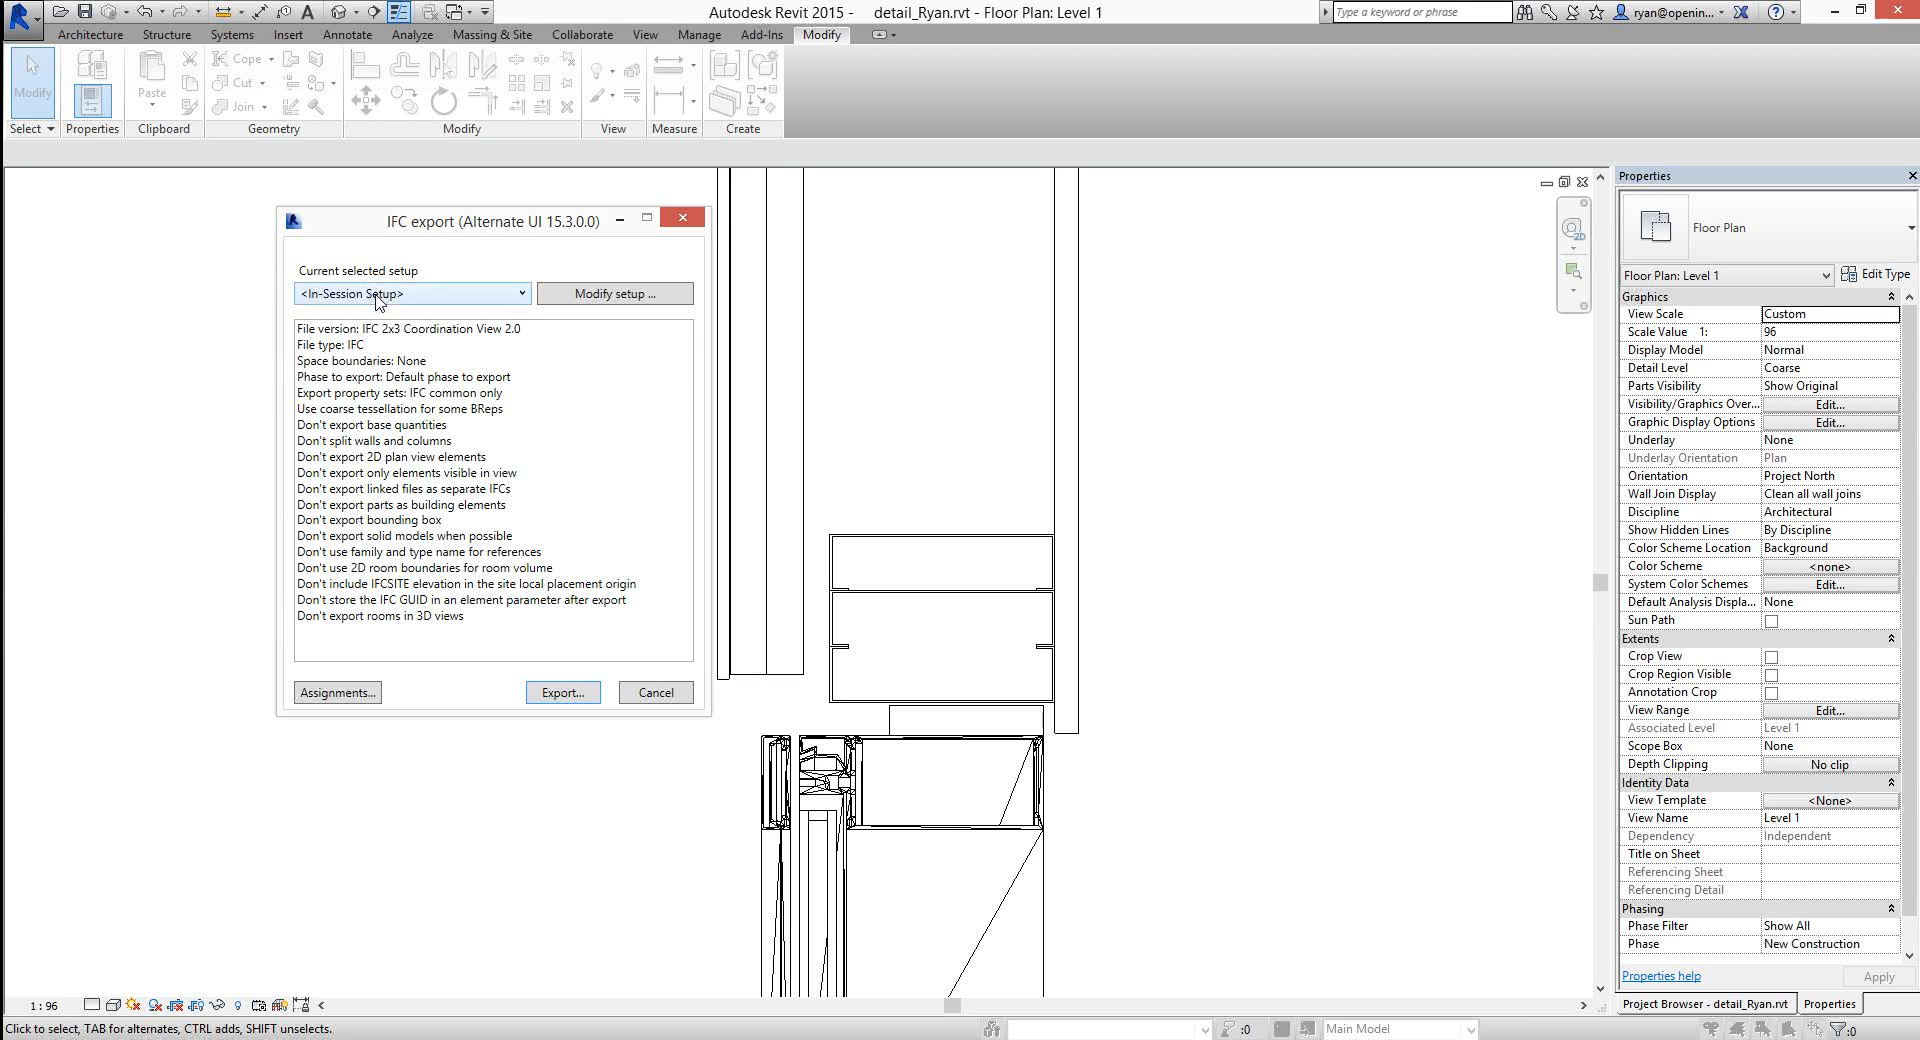 Autodesk Revit 2015 - detail_Ryan.rvt - Floor Plan: Level 1
Type a keyword or phrase
ryan@openin...
Architecture Structure Systems Insert Annotate Analyze Massing & Site Collaborate View Manage Add-Ins Modify
Modify
Paste
Cope
Cut
Join
Select Properties Clipboard Geometry Modify View Measure Create
IFC export (Alternate UI 15.3.0.0)
Current selected setup
<In-Session Setup>
Modify setup ...
File version: IFC 2x3 Coordination View 2.0
File type: IFC
Space boundaries: None
Phase to export: Default phase to export
Export property sets: IFC common only
Use coarse tessellation for some BReps
Don't export base quantities
Don't split walls and columns
Don't export 2D plan view elements
Don't export only elements visible in view
Don't export linked files as separate IFCs
Don't export parts as building elements
Don't export bounding box
Don't export solid models when possible
Don't use family and type name for references
Don't use 2D room boundaries for room volume
Don't include IFCSITE elevation in the site local placement origin
Don't store the IFC GUID in an element parameter after export
Don't export rooms in 3D views
Assignments...
Export...
Cancel
2D
Properties
Floor Plan
Floor Plan: Level 1
Edit Type
Graphics
View Scale Custom
Scale Value 1: 96
Display Model Normal
Detail Level Coarse
Parts Visibility Show Original
Visibility/Graphics Over... Edit...
Graphic Display Options Edit...
Underlay None
Underlay Orientation Plan
Orientation Project North
Wall Join Display Clean all wall joins
Discipline Architectural
Show Hidden Lines By Discipline
Color Scheme Location Background
Color Scheme <none>
System Color Schemes Edit...
Default Analysis Displa... None
Sun Path
Extents
Crop View
Crop Region Visible
Annotation Crop
View Range Edit...
Associated Level Level 1
Scope Box None
Depth Clipping No clip
Identity Data
View Template <None>
View Name Level 1
Dependency Independent
Title on Sheet
Referencing Sheet
Referencing Detail
Phasing
Phase Filter Show All
Phase New Construction
Properties help
Apply
Project Browser - detail_Ryan.rvt Properties
1 : 96
Click to select, TAB for alternates, CTRL adds, SHIFT unselects.
:0
Main Model
:0